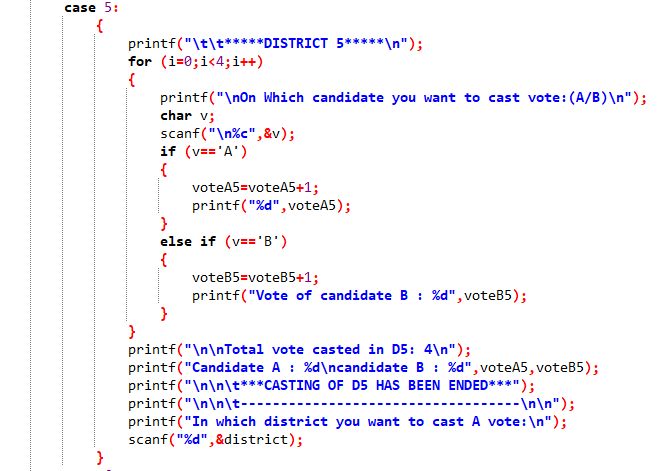 case 5:
{
printf("\t\t*****DISTRICT 5*****\n");
for (i=0;i<4;i++)
{
printf("\nOn Which candidate you want to cast vote:(A/B)\n");
char v;
scanf("\n%c",&v);
if (v=='A')
{
voteA5=voteA5+1;
printf("%d",voteA5);
}
else if (v=='B')
{
voteB5=voteB5+1;
printf("Vote of candidate B : %d",voteB5);
}
}
printf("\n\nTotal vote casted in D5: 4\n");
printf("Candidate A : %d\ncandidate B : %d",voteA5,voteB5);
printf("\n\n\t***CASTING OF D5 HAS BEEN ENDED***");
printf("\n\n\t-----------------------------------\n\n");
printf("In which district you want to cast A vote:\n");
scanf("%d",&district);
}